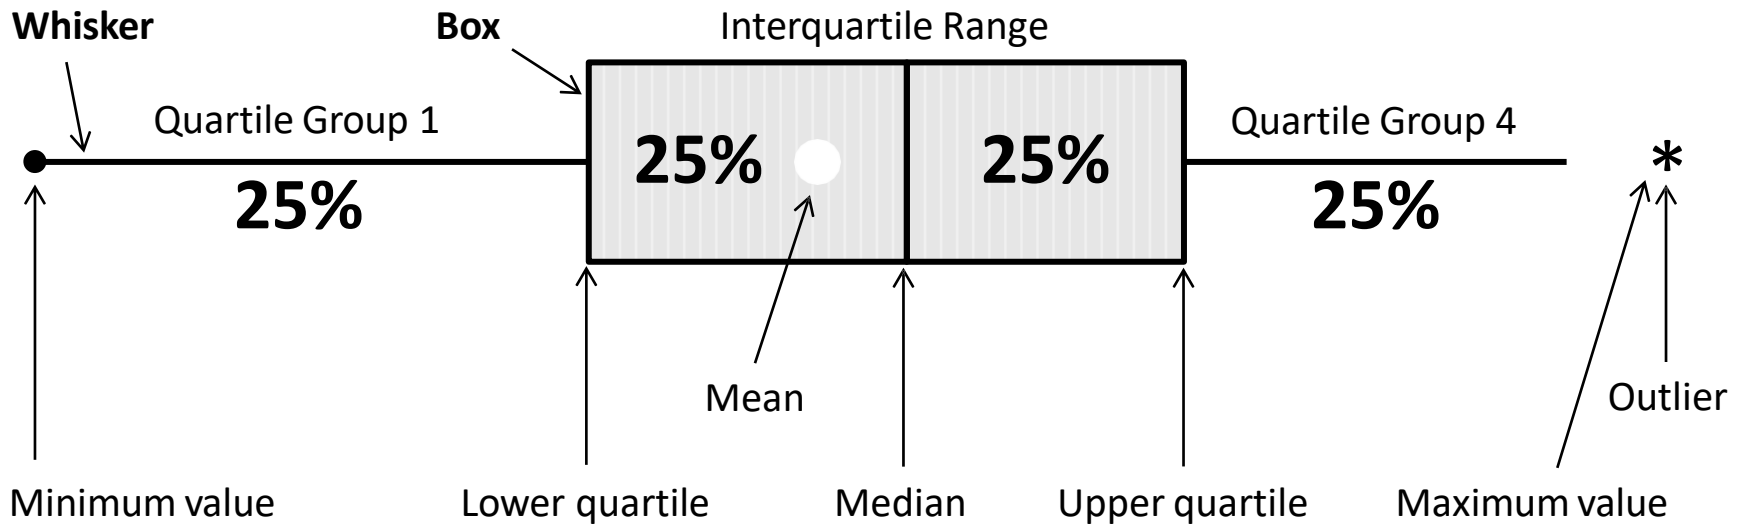 Whisker
Box
Interquartile Range
Quartile Group 1
Quartile Group 4
25%
25%
*
25%
25%
Mean
Outlier
Minimum value
Lower quartile
Median
Upper quartile
Maximum value